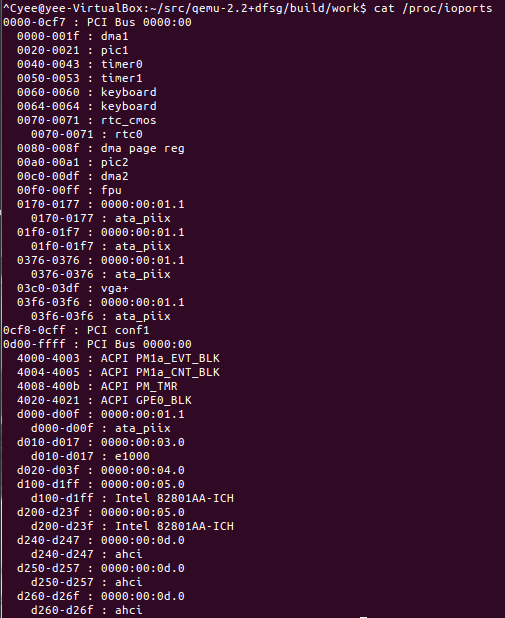 ^Cyee@yee-VirtualBox:~/src/qemu-2.2+dfsg/build/work$ cat /proc/ioports
0000-0cf7 : PCI Bus 0000:00
  0000-001f : dma1
  0020-0021 : pic1
  0040-0043 : timer0
  0050-0053 : timer1
  0060-0060 : keyboard
  0064-0064 : keyboard
  0070-0071 : rtc_cmos
    0070-0071 : rtc0
  0080-008f : dma page reg
  00a0-00a1 : pic2
  00c0-00df : dma2
  00f0-00ff : fpu
  0170-0177 : 0000:00:01.1
    0170-0177 : ata_piix
  01f0-01f7 : 0000:00:01.1
    01f0-01f7 : ata_piix
  0376-0376 : 0000:00:01.1
    0376-0376 : ata_piix
  03c0-03df : vga+
  03f6-03f6 : 0000:00:01.1
    03f6-03f6 : ata_piix
0cf8-0cff : PCI conf1
0d00-ffff : PCI Bus 0000:00
  4000-4003 : ACPI PM1a_EVT_BLK
  4004-4005 : ACPI PM1a_CNT_BLK
  4008-400b : ACPI PM_TMR
  4020-4021 : ACPI GPE0_BLK
  d000-d00f : 0000:00:01.1
    d000-d00f : ata_piix
  d010-d017 : 0000:00:03.0
    d010-d017 : e1000
  d020-d03f : 0000:00:04.0
  d100-d1ff : 0000:00:05.0
    d100-d1ff : Intel 82801AA-ICH
  d200-d23f : 0000:00:05.0
    d200-d23f : Intel 82801AA-ICH
  d240-d247 : 0000:00:0d.0
    d240-d247 : ahci
  d250-d257 : 0000:00:0d.0
    d250-d257 : ahci
  d260-d26f : 0000:00:0d.0
    d260-d26f : ahci